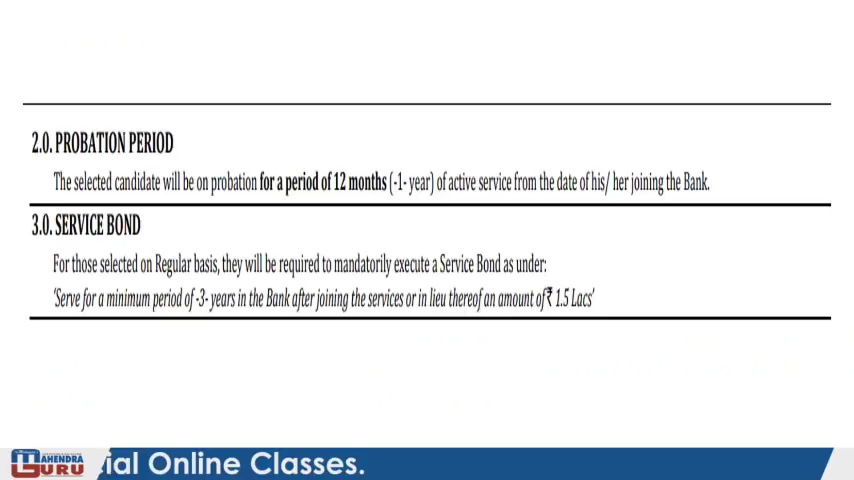 2.0. PROBATION PERIOD
The selected candidate will be on probation for a period of 12 months (-1- year) of active service from the date of his/ her joining the Bank.
3.0. SERVICE BOND
For those selected on Regular basis, they will be required to mandatorily execute a Service Bond as under:
‘Serve for a minimum period of -3- years in the Bank after joining the services or in lieu thereof an amount of ₹ 1.5 Lacs’
MAHENDRA
GURU
cial Online Classes.